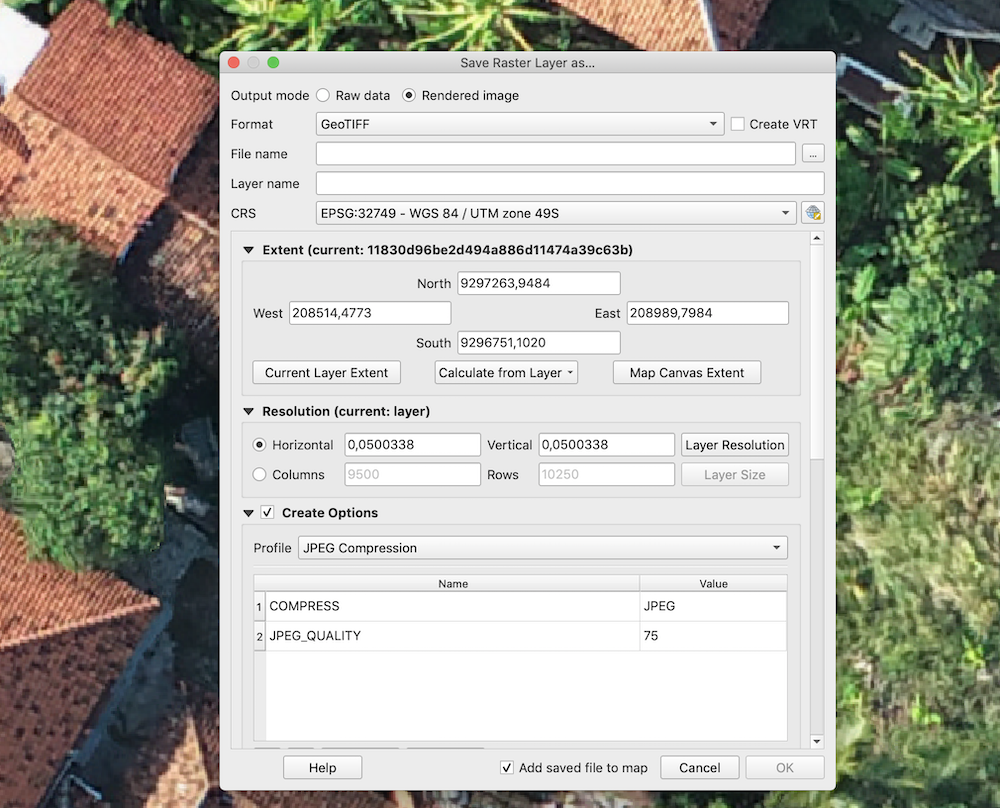 Save Raster Layer as...
Output mode Raw data Rendered image
Format GeoTIFF Create VRT
File name ...
Layer name
CRS EPSG:32749 - WGS 84 / UTM zone 49S
Extent (current: 11830d96be2d494a886d11474a39c63b)
North 9297263,9484
West 208514,4773 East 208989,7984
South 9296751,1020
Current Layer Extent Calculate from Layer Map Canvas Extent
Resolution (current: layer)
Horizontal 0,0500338 Vertical 0,0500338 Layer Resolution
Columns 9500 Rows 10250 Layer Size
Create Options
Profile JPEG Compression
Name Value
1 COMPRESS JPEG
2 JPEG_QUALITY 75
Help Add saved file to map Cancel OK